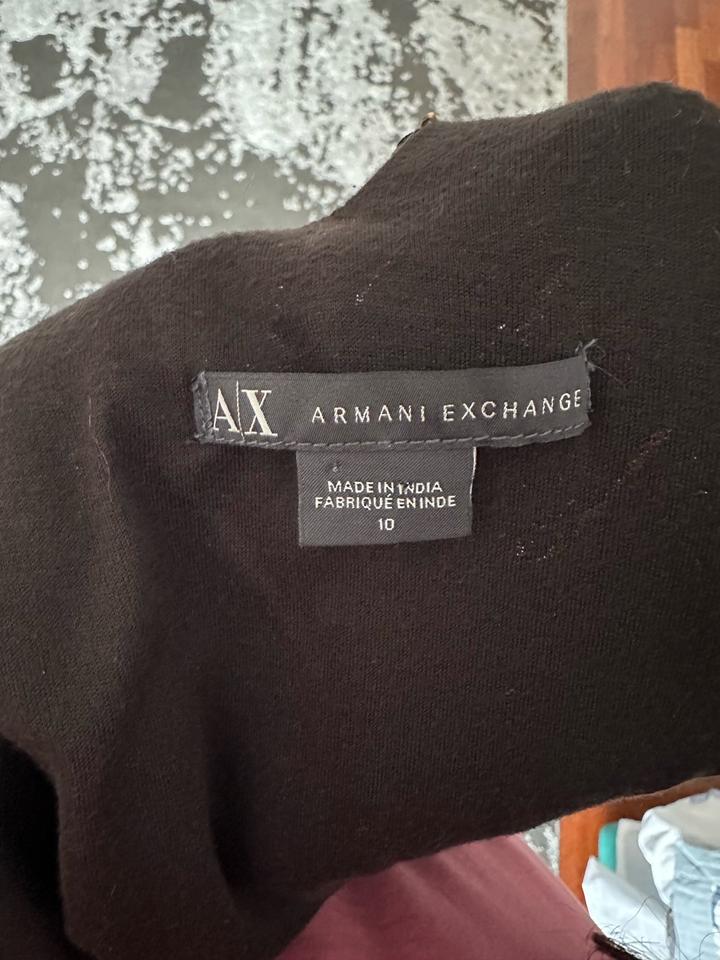 A|X ARMANI EXCHANGE
MADE IN INDIA
FABRIQUÉ EN INDE
10